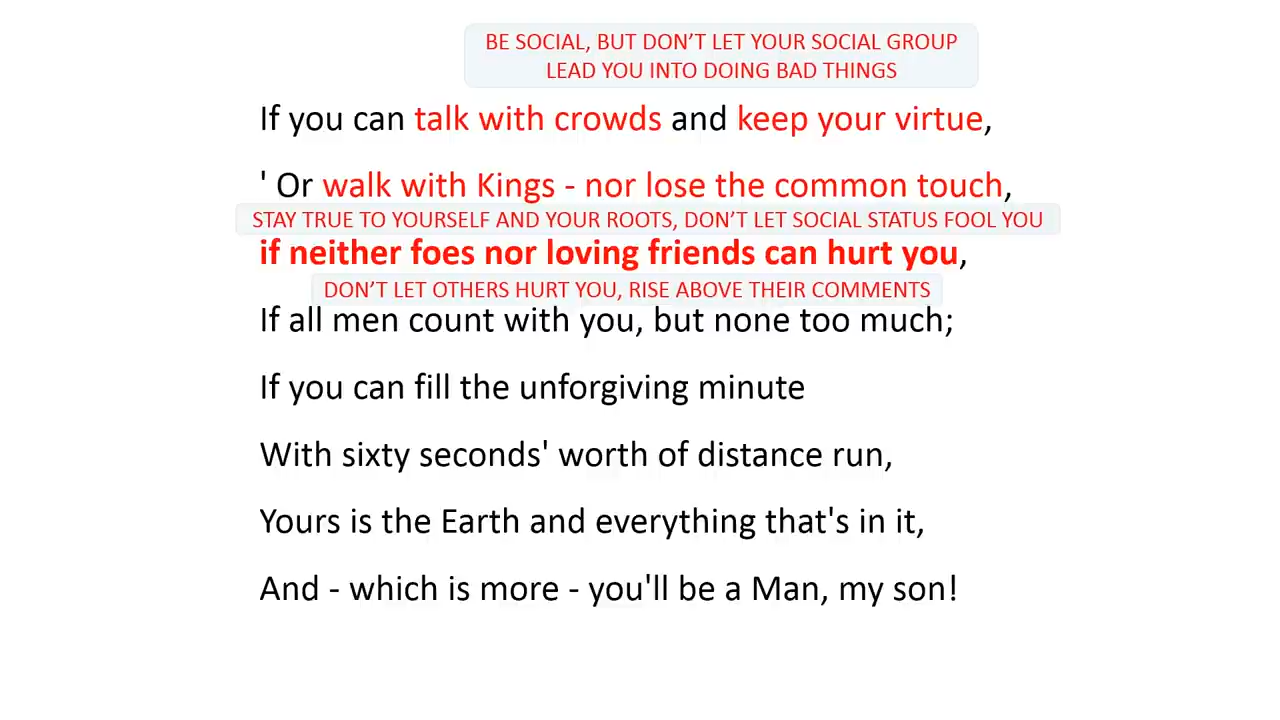 BE SOCIAL, BUT DON’T LET YOUR SOCIAL GROUP
LEAD YOU INTO DOING BAD THINGS
If you can talk with crowds and keep your virtue,
' Or walk with Kings - nor lose the common touch,
STAY TRUE TO YOURSELF AND YOUR ROOTS, DON’T LET SOCIAL STATUS FOOL YOU
if neither foes nor loving friends can hurt you,
DON’T LET OTHERS HURT YOU, RISE ABOVE THEIR COMMENTS
If all men count with you, but none too much;
If you can fill the unforgiving minute
With sixty seconds' worth of distance run,
Yours is the Earth and everything that's in it,
And - which is more - you'll be a Man, my son!